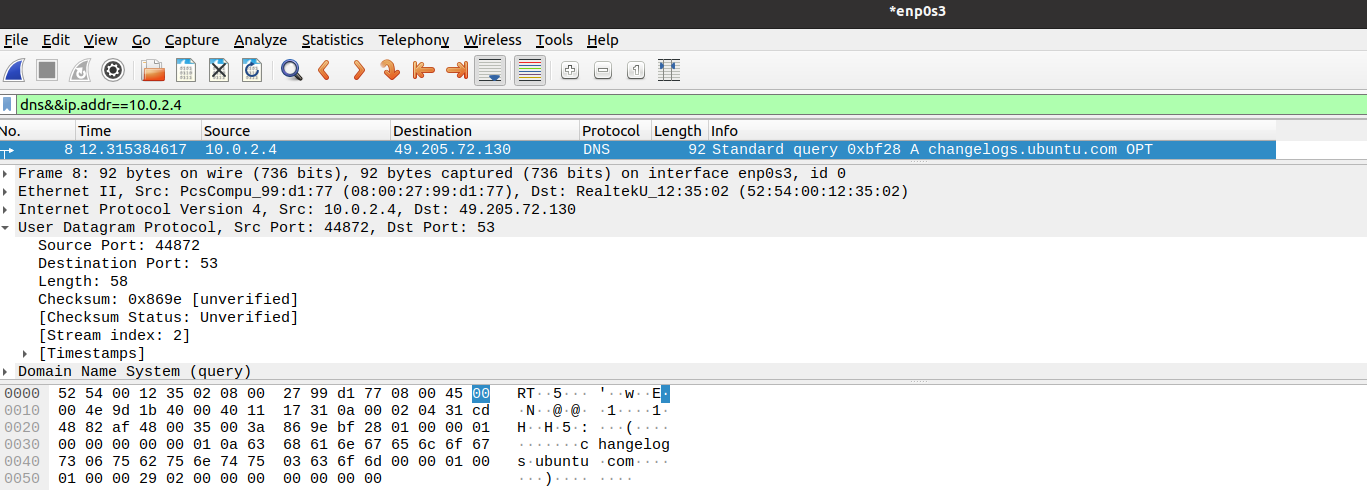 *enp0s3
File Edit View Go Capture Analyze Statistics Telephony Wireless Tools Help
dns&&ip.addr==10.0.2.4
No. Time Source Destination Protocol Length Info
8 12.315384617 10.0.2.4 49.205.72.130 DNS 92 Standard query 0xbf28 A changelogs.ubuntu.com OPT
Frame 8: 92 bytes on wire (736 bits), 92 bytes captured (736 bits) on interface enp0s3, id 0
Ethernet II, Src: PcsCompu_99:d1:77 (08:00:27:99:d1:77), Dst: RealtekU_12:35:02 (52:54:00:12:35:02)
Internet Protocol Version 4, Src: 10.0.2.4, Dst: 49.205.72.130
User Datagram Protocol, Src Port: 44872, Dst Port: 53
Source Port: 44872
Destination Port: 53
Length: 58
Checksum: 0x869e [unverified]
[Checksum Status: Unverified]
[Stream index: 2]
[Timestamps]
Domain Name System (query)
0000 52 54 00 12 35 02 08 00 27 99 d1 77 08 00 45 00 RT··5··· '··w··E·
0010 00 4e 9d 1b 40 00 40 11 17 31 0a 00 02 04 31 cd ·N··@·@· ·1····1·
0020 48 82 af 48 00 35 00 3a 86 9e bf 28 01 00 00 01 H··H·5·: ···(····
0030 00 00 00 00 00 01 0a 63 68 61 6e 67 65 6c 6f 67 ·······c hangelog
0040 73 06 75 62 75 6e 74 75 03 63 6f 6d 00 00 01 00 s·ubuntu ·com····
0050 01 00 00 29 02 00 00 00 00 00 00 00 ···)···· ····